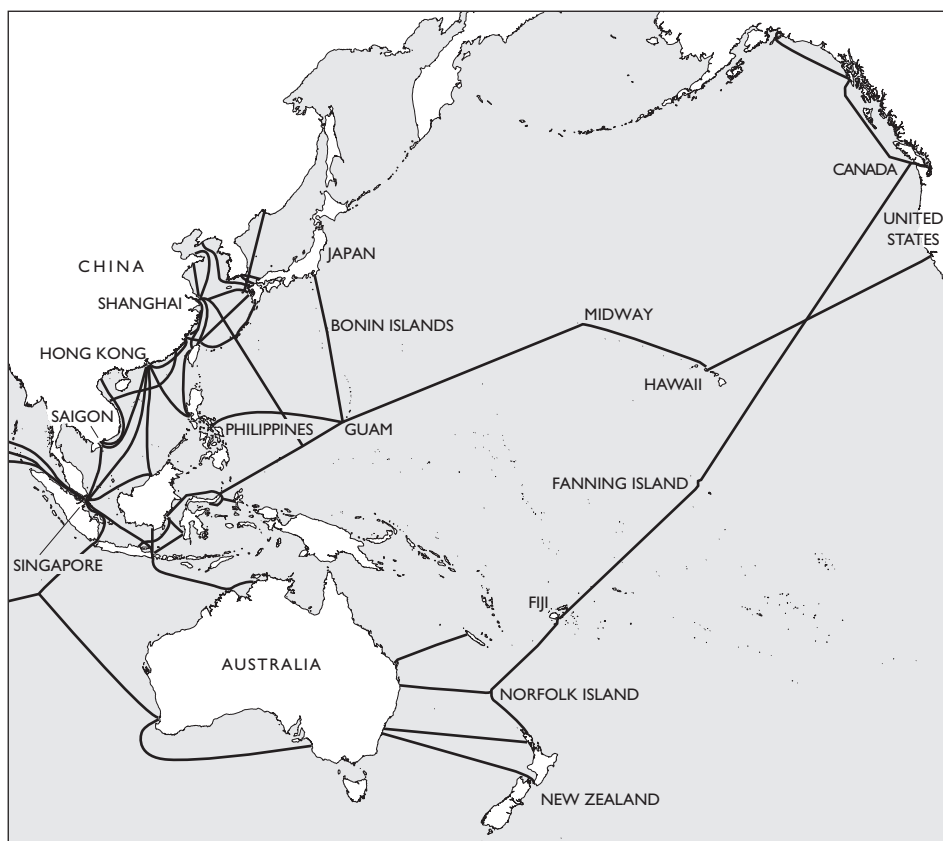 CANADA
UNITED
STATES
JAPAN
CHINA
SHANGHAI
BONIN ISLANDS
MIDWAY
HONG KONG
HAWAII
SAIGON
PHILIPPINES
GUAM
FANNING ISLAND
SINGAPORE
FIJI
AUSTRALIA
NORFOLK ISLAND
NEW ZEALAND